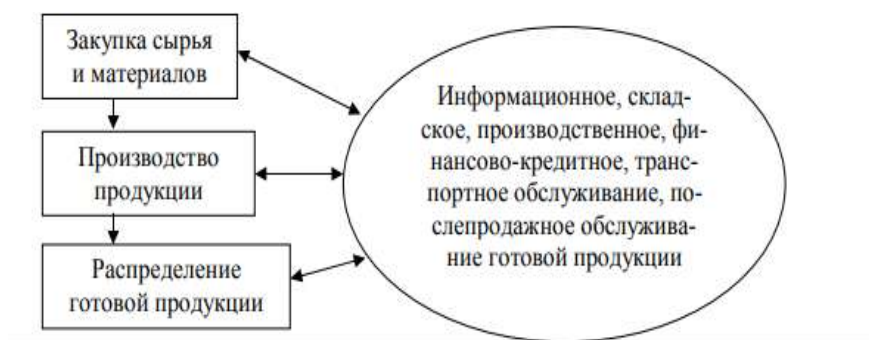 Закупка сырья
и материалов
Производство
продукции
Распределение
готовой продукции
Информационное, склад-
ское, производственное, фи-
нансово-кредитное, транс-
портное обслуживание, по-
слепродажное обслужива-
ние готовой продукции